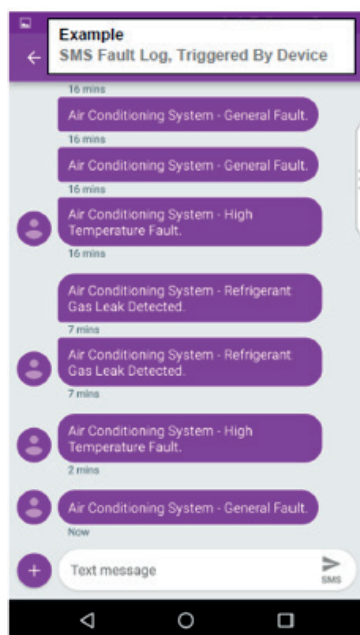 Example
SMS Fault Log, Triggered By Device
16 mins
Air Conditioning System - General Fault.
16 mins
Air Conditioning System - General Fault.
16 mins
Air Conditioning System - High
Temperature Fault.
16 mins
Air Conditioning System - Refrigerant
Gas Leak Detected.
7 mins
Air Conditioning System - Refrigerant
Gas Leak Detected.
7 mins
Air Conditioning System - High
Temperature Fault.
2 mins
Air Conditioning System - General Fault.
Now
Text message
SMS